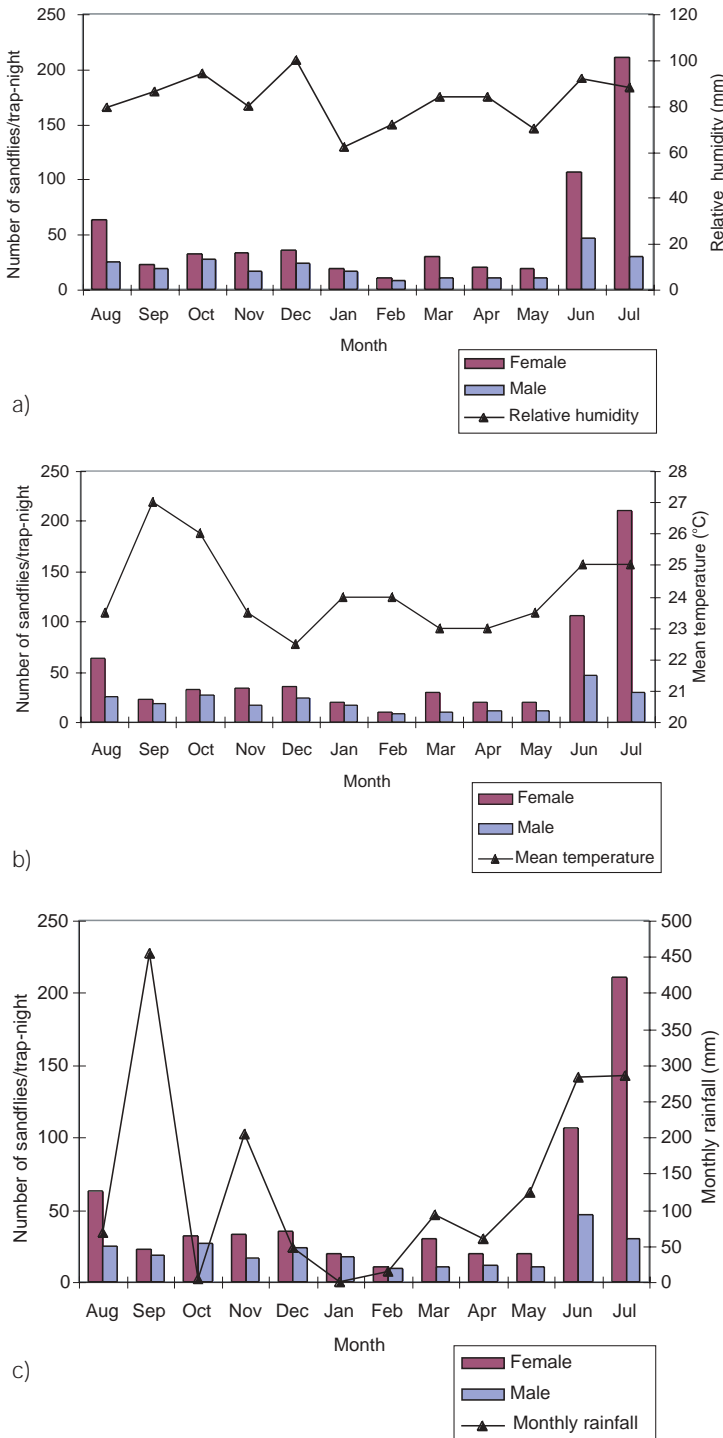 Number of sandflies/trap-night
250
200
150
100
50
0
120
100
80
60
40
20
0
Relative humidity (mm)
Aug Sep Oct Nov Dec Jan Feb Mar Apr May Jun Jul
Month
Female
Male
Relative humidity
a)
Number of sandflies/trap-night
250
200
150
100
50
0
28
27
26
25
24
23
22
21
20
Mean temperature (°C)
Aug Sep Oct Nov Dec Jan Feb Mar Apr May Jun Jul
Month
Female
Male
Mean temperature
b)
Number of sandflies/trap-night
250
200
150
100
50
0
500
450
400
350
300
250
200
150
100
50
0
Monthly rainfall (mm)
Aug Sep Oct Nov Dec Jan Feb Mar Apr May Jun Jul
Month
Female
Male
Monthly rainfall
c)